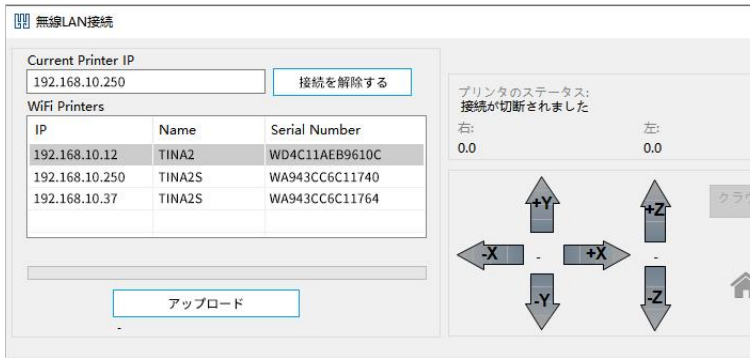 無線LAN接続
Current Printer IP
192.168.10.250 接続を解除する
WiFi Printers
IP Name Serial Number
192.168.10.12 TINA2 WD4C11AEB9610C
192.168.10.250 TINA2S WA943CC6C11740
192.168.10.37 TINA2S WA943CC6C11764
アップロード
-
プリンタのステータス:
接続が切断されました
右: 左:
0.0 0.0
+Y +Z
クラ
-X - +X -
-Y -Z